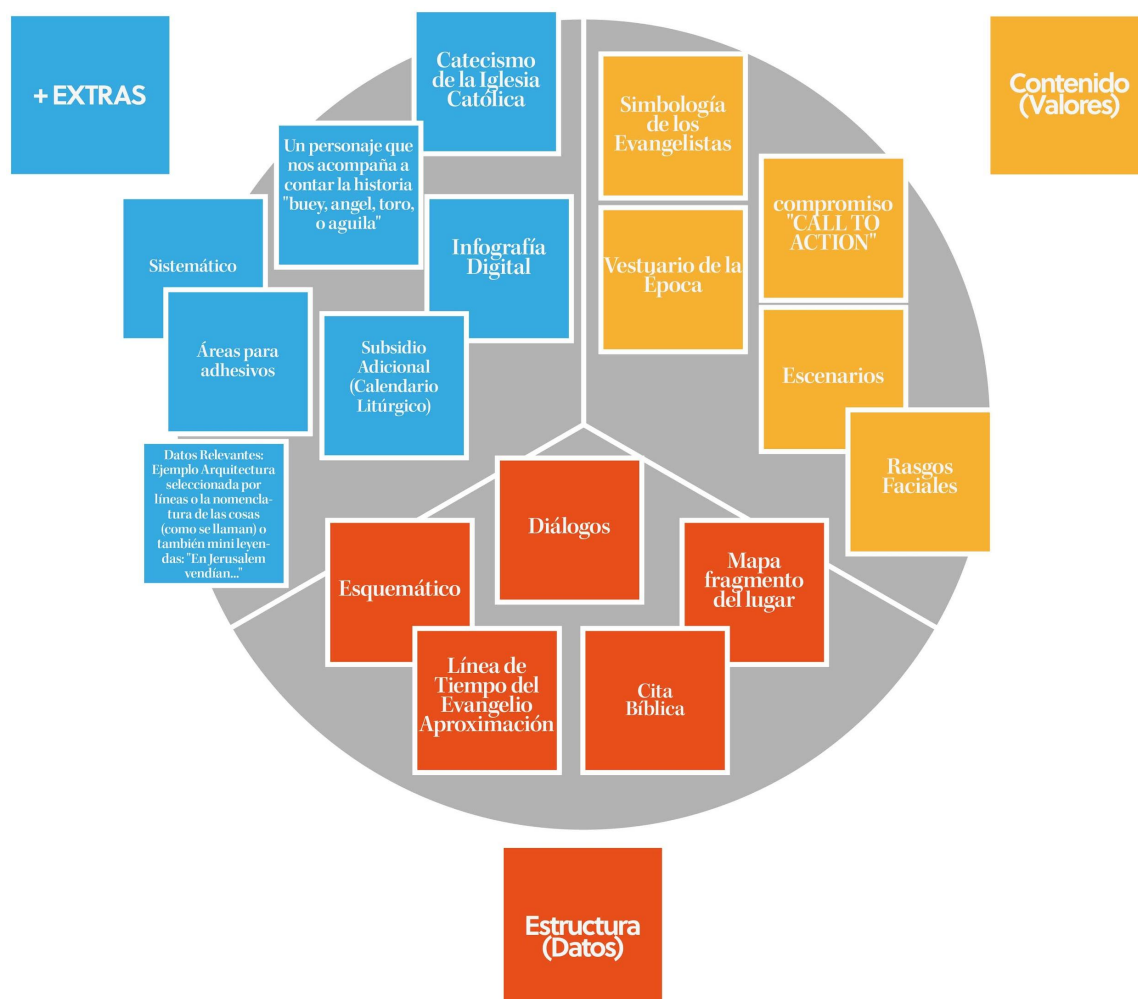 + EXTRAS
Catecismo
de la Iglesia
Católica
Un personaje que
nos acompaña a
contar la historia
"buey, angel, toro,
o aguila"
Sistemático
Infografía
Digital
Áreas para
adhesivos
Subsidio
Adicional
(Calendario
Litúrgico)
Datos Relevantes:
Ejemplo Arquitectura
seleccionada por
líneas o la nomencla-
tura de las cosas
(como se llaman) o
también mini leyen-
das: "En Jerusalem
vendían..."
Contenido
(Valores)
Simbología
de los
Evangelistas
compromiso
"CALL TO
ACTION"
Vestuario de la
Época
Escenarios
Rasgos
Faciales
Diálogos
Esquemático
Mapa
fragmento
del lugar
Línea de
Tiempo del
Evangelio
Aproximación
Cita
Bíblica
Estructura
(Datos)